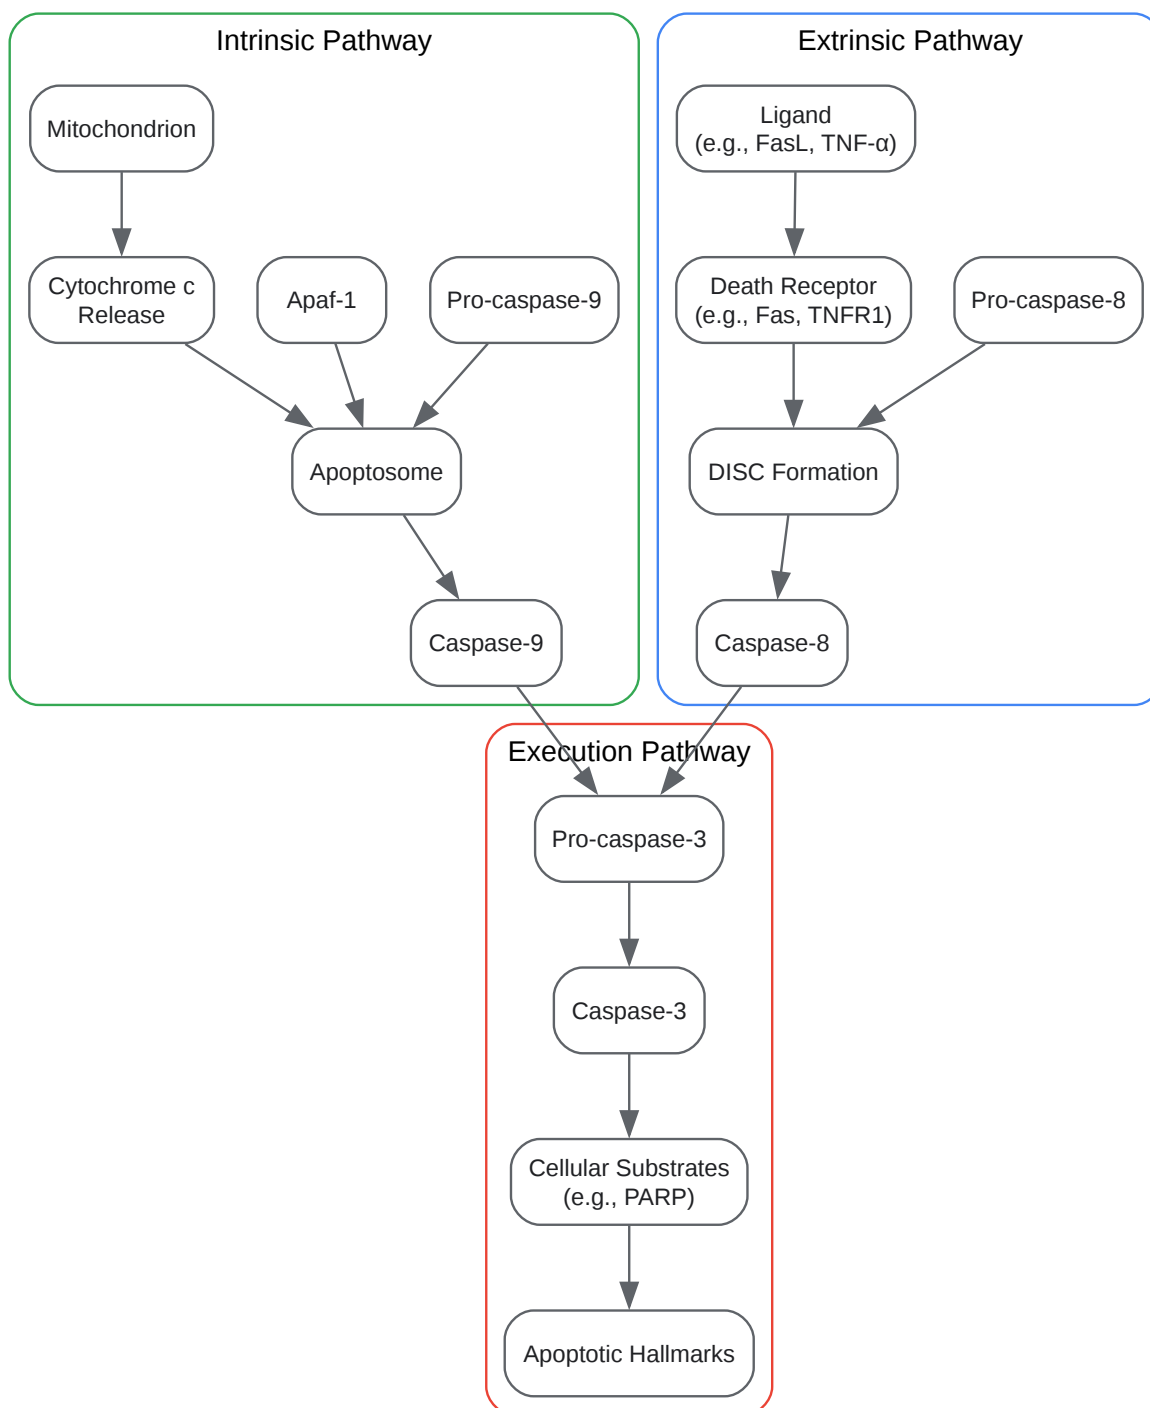 Intrinsic Pathway
Mitochondrion
Cytochrome c
Release
Apaf-1
Pro-caspase-9
Apoptosome
Caspase-9
Extrinsic Pathway
Ligand
(e.g., FasL, TNF-α)
Death Receptor
(e.g., Fas, TNFR1)
Pro-caspase-8
DISC Formation
Caspase-8
Execution Pathway
Pro-caspase-3
Caspase-3
Cellular Substrates
(e.g., PARP)
Apoptotic Hallmarks